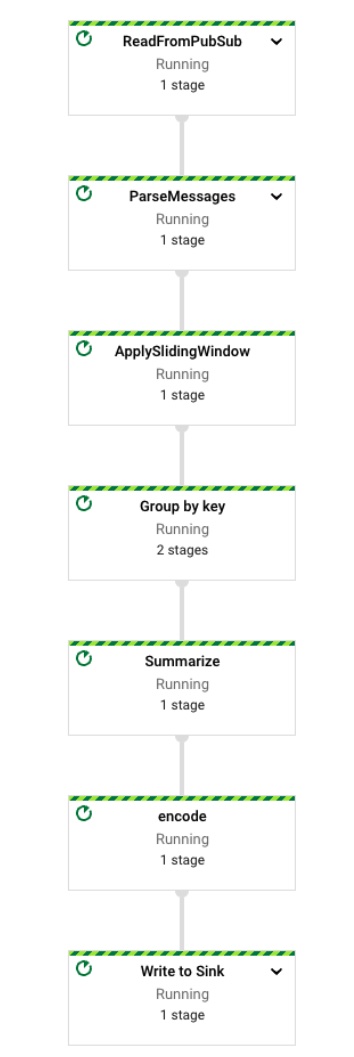 ReadFromPubSub
Running
1 stage
ParseMessages
Running
1 stage
ApplySlidingWindow
Running
1 stage
Group by key
Running
2 stages
Summarize
Running
1 stage
encode
Running
1 stage
Write to Sink
Running
1 stage